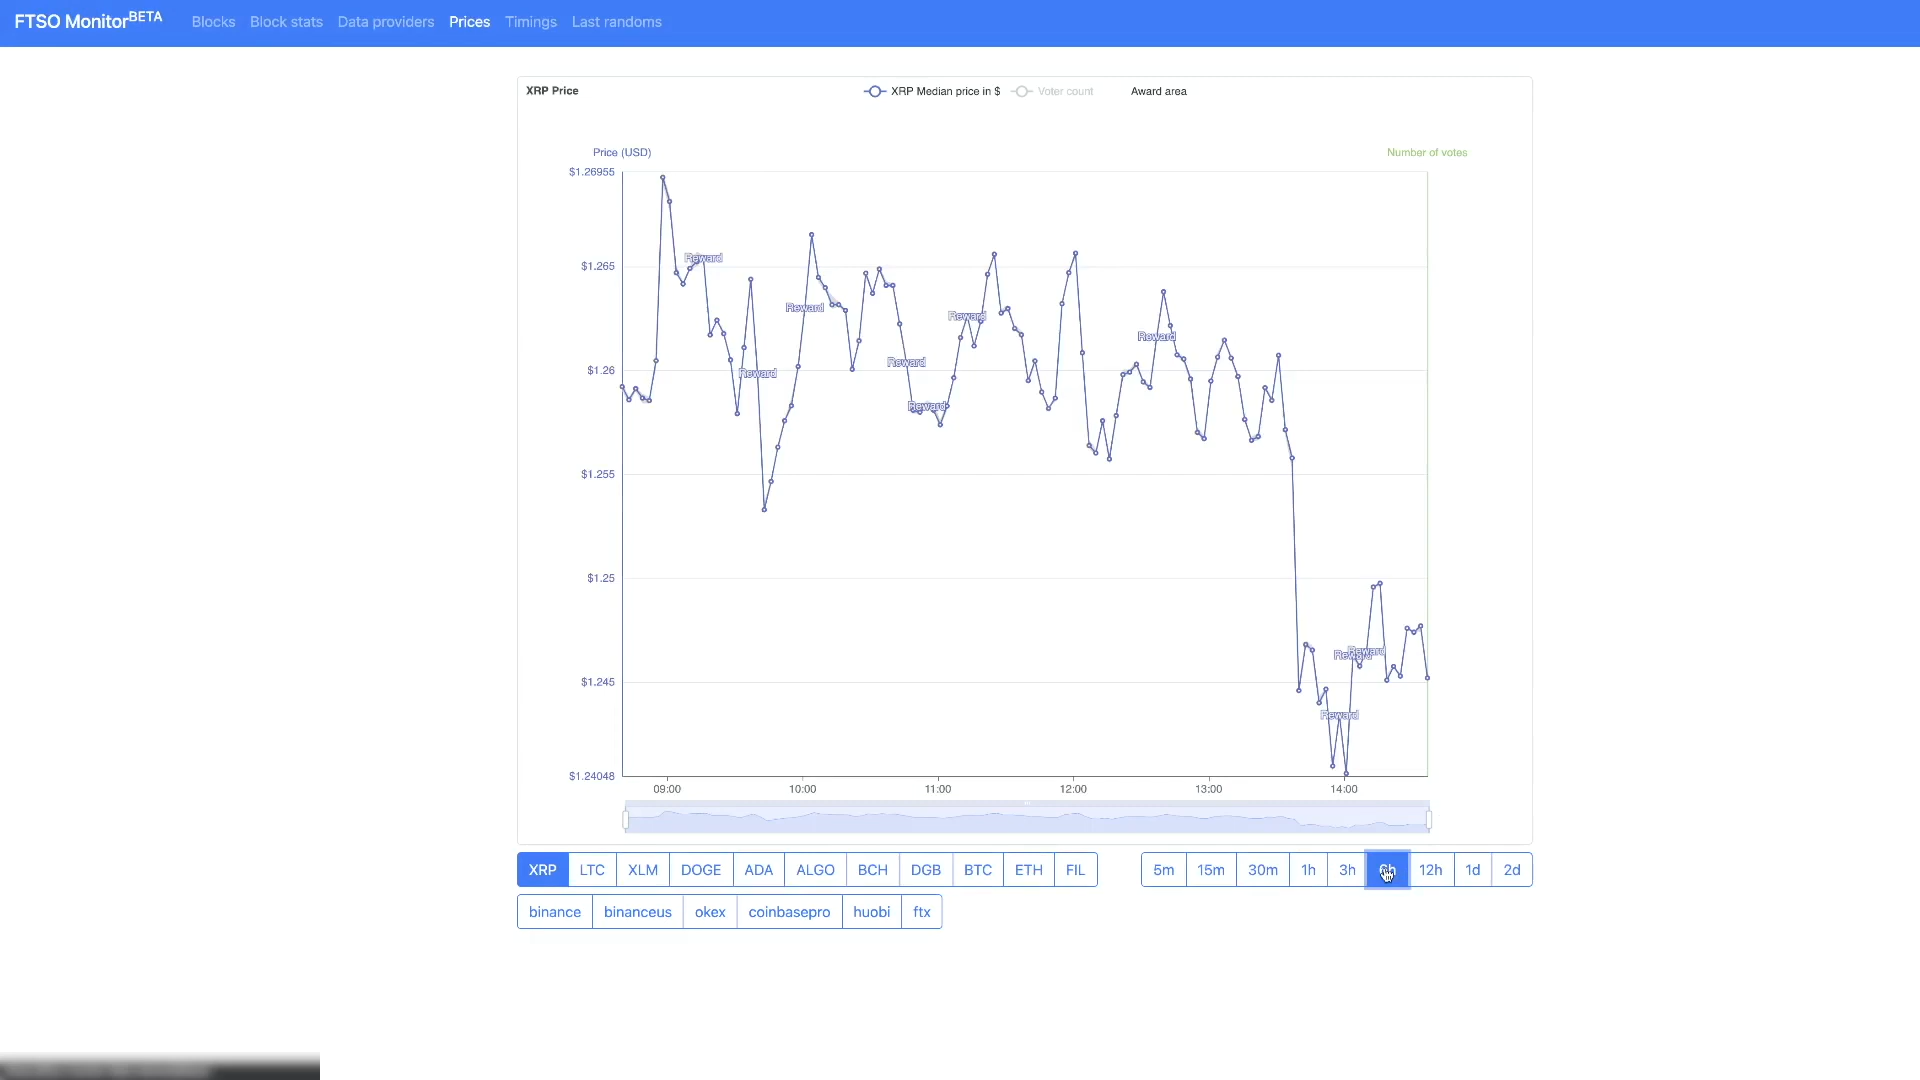 FTSO MonitorBETA Blocks Block stats Data providers Prices Timings Last randoms
XRP Price XRP Median price in $ Voter count Award area
Price (USD) Number of votes
$1.26955
Reward
$1.265
Reward
Reward
Reward
Reward
$1.26
Reward
Reward
$1.255
$1.25
Reward
Reward
$1.245
Reward
$1.24048
09:00 10:00 11:00 12:00 13:00 14:00
XRP LTC XLM DOGE ADA ALGO BCH DGB BTC ETH FIL 5m 15m 30m 1h 3h 6h 12h 1d 2d
binance binanceus okex coinbasepro huobi ftx